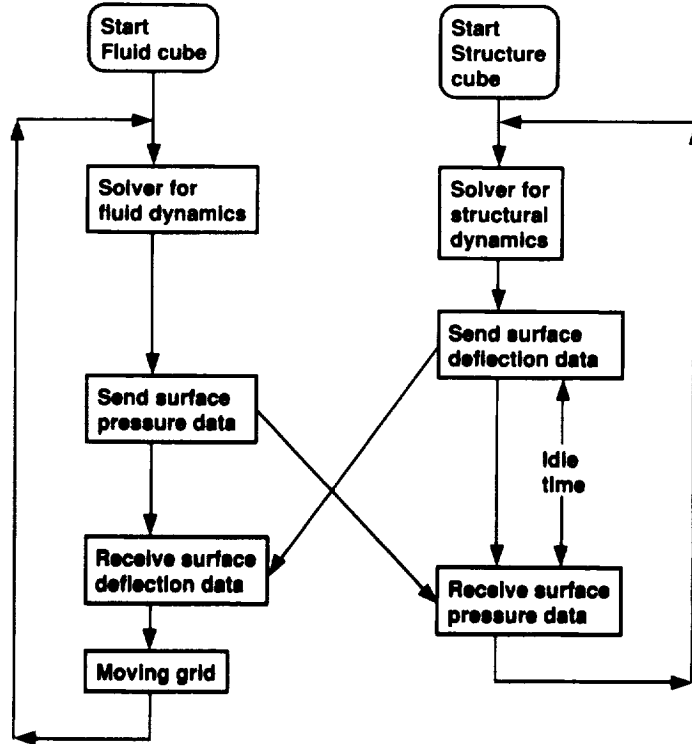 Start
Fluid cube
Start
Structure
cube
Solver for
fluid dynamics
Solver for
structural
dynamics
Send surface
deflection data
Send surface
pressure data
Idle
time
Receive surface
deflection data
Receive surface
pressure data
Moving grid